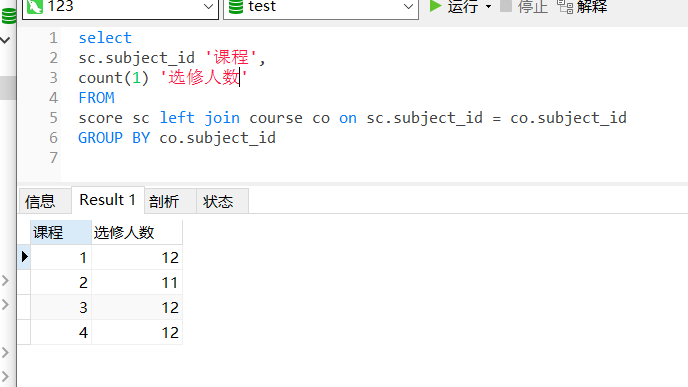 123 test 运行 停止 解释
1 select
2 sc.subject_id '课程',
3 count(1) '选修人数'
4 FROM
5 score sc left join course co on sc.subject_id = co.subject_id
6 GROUP BY co.subject_id
7
信息 Result 1 剖析 状态
课程 选修人数
1 12
2 11
3 12
4 12